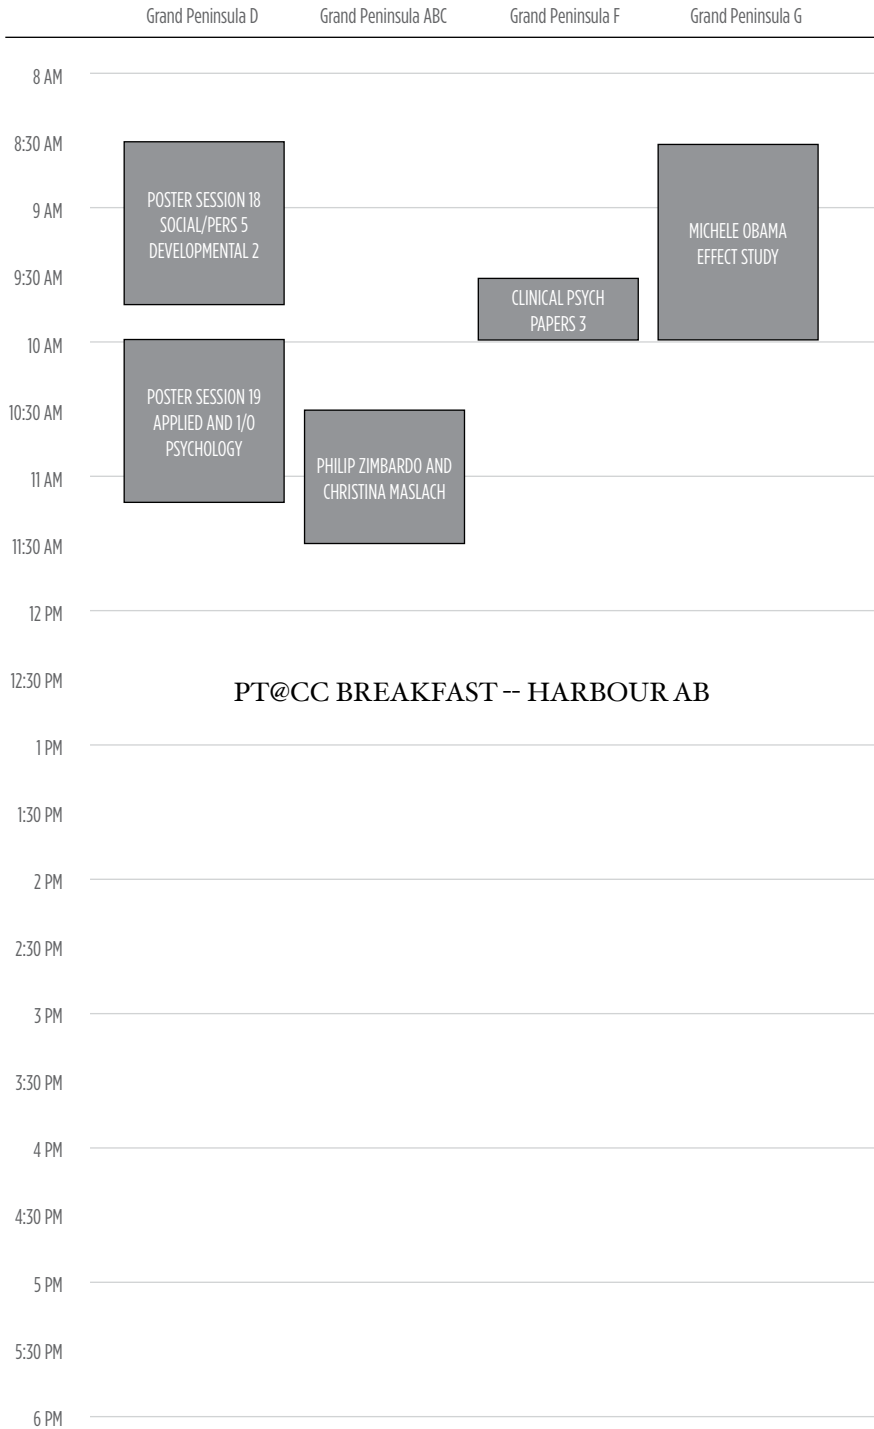 Grand Peninsula D
Grand Peninsula ABC
Grand Peninsula F
Grand Peninsula G
8 AM
8:30 AM
POSTER SESSION 18
SOCIAL/PERS 5
DEVELOPMENTAL 2
MICHELE OBAMA
EFFECT STUDY
9 AM
9:30 AM
CLINICAL PSYCH
PAPERS 3
10 AM
POSTER SESSION 19
APPLIED AND 1/O
PSYCHOLOGY
10:30 AM
PHILIP ZIMBARDO AND
CHRISTINA MASLACH
11 AM
11:30 AM
12 PM
12:30 PM
PT@CC BREAKFAST -- HARBOUR AB
1 PM
1:30 PM
2 PM
2:30 PM
3 PM
3:30 PM
4 PM
4:30 PM
5 PM
5:30 PM
6 PM